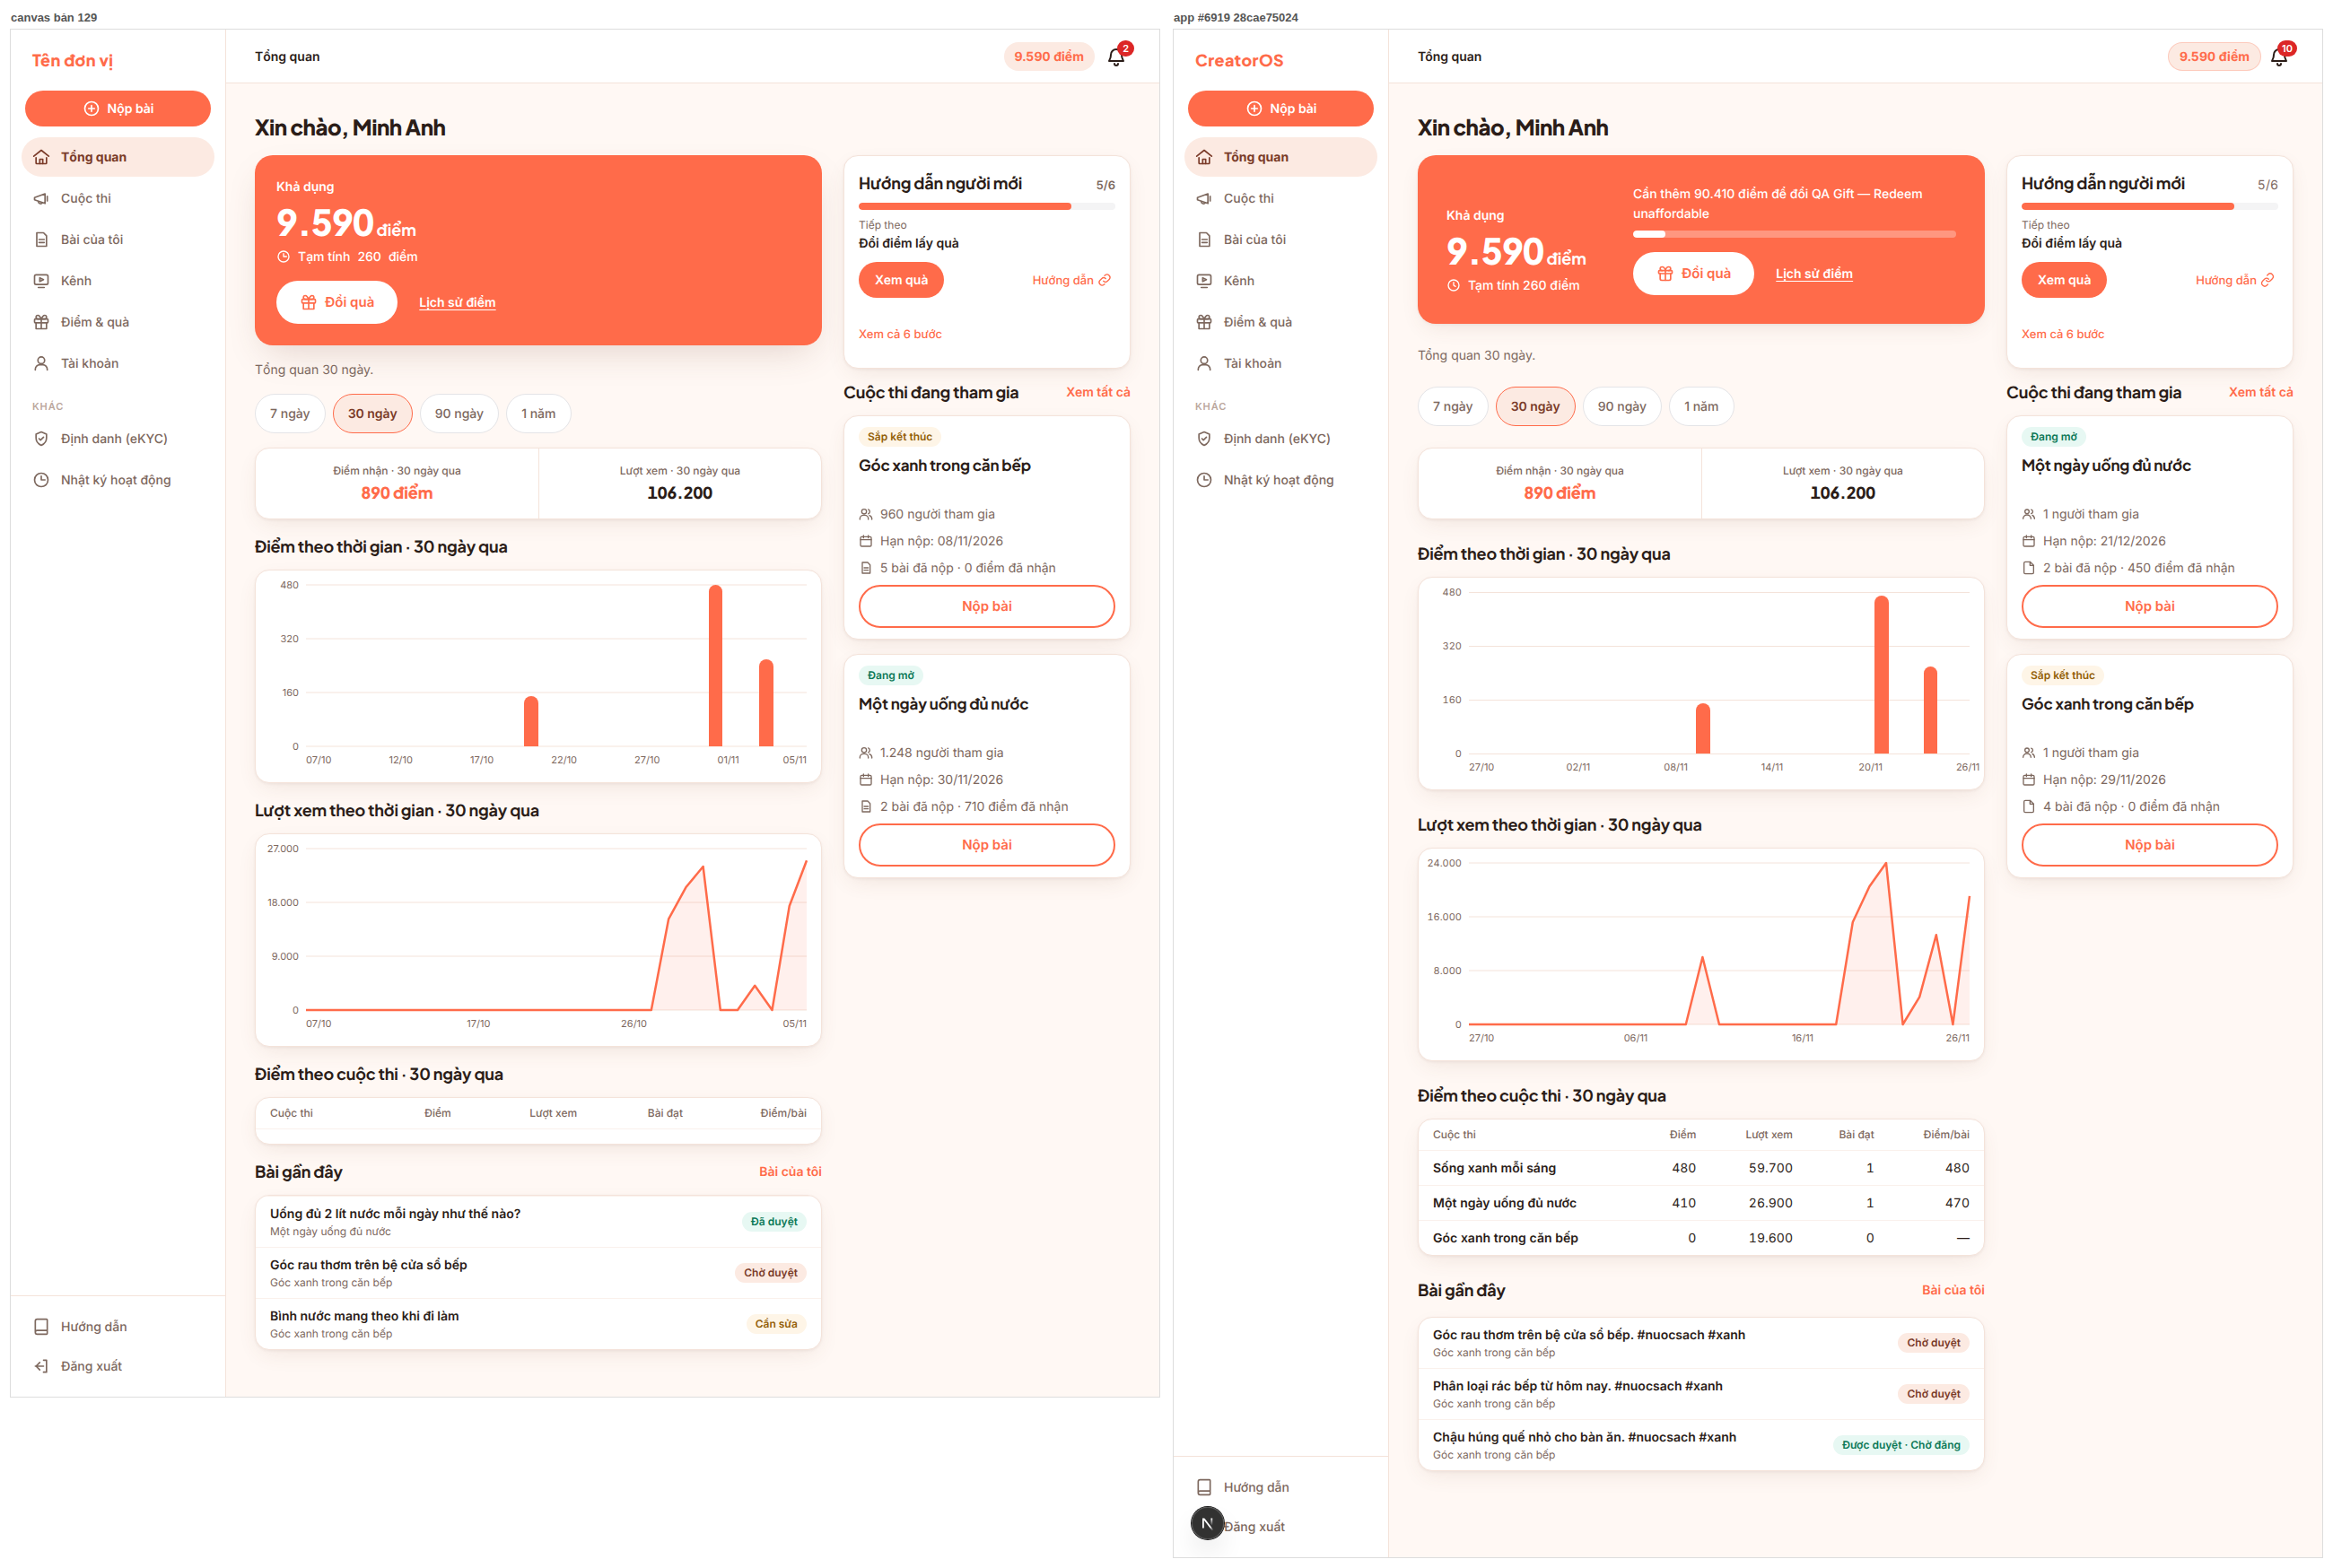 canvas bản 129
Tên đơn vị
Nộp bài
Tổng quan
Cuộc thi
Bài của tôi
Kênh
Điểm & quà
Tài khoản
KHÁC
Định danh (eKYC)
Nhật ký hoạt động
Hướng dẫn
Đăng xuất
Tổng quan
9.590 điểm
2
Xin chào, Minh Anh
Khả dụng
9.590 điểm
Tạm tính 260 điểm
Đổi quà
Lịch sử điểm
Tổng quan 30 ngày.
7 ngày
30 ngày
90 ngày
1 năm
Điểm nhận · 30 ngày qua
890 điểm
Lượt xem · 30 ngày qua
106.200
Điểm theo thời gian · 30 ngày qua
480
320
160
0
07/10 12/10 17/10 22/10 27/10 01/11 05/11
Lượt xem theo thời gian · 30 ngày qua
27.000
18.000
9.000
0
07/10 17/10 26/10 05/11
Điểm theo cuộc thi · 30 ngày qua
Cuộc thi Điểm Lượt xem Bài đạt Điểm/bài
Bài gần đây
Bài của tôi
Uống đủ 2 lít nước mỗi ngày như thế nào?
Một ngày uống đủ nước
Đã duyệt
Góc rau thơm trên bệ cửa sổ bếp
Góc xanh trong căn bếp
Chờ duyệt
Bình nước mang theo khi đi làm
Góc xanh trong căn bếp
Cần sửa
Hướng dẫn người mới
5/6
Tiếp theo
Đổi điểm lấy quà
Xem quà
Hướng dẫn
Xem cả 6 bước
Cuộc thi đang tham gia
Xem tất cả
Sắp kết thúc
Góc xanh trong căn bếp
960 người tham gia
Hạn nộp: 08/11/2026
5 bài đã nộp · 0 điểm đã nhận
Nộp bài
Đang mở
Một ngày uống đủ nước
1.248 người tham gia
Hạn nộp: 30/11/2026
2 bài đã nộp · 710 điểm đã nhận
Nộp bài
app #6919 28cae75024
CreatorOS
Nộp bài
Tổng quan
Cuộc thi
Bài của tôi
Kênh
Điểm & quà
Tài khoản
KHÁC
Định danh (eKYC)
Nhật ký hoạt động
Hướng dẫn
N
Đăng xuất
Tổng quan
9.590 điểm
10
Xin chào, Minh Anh
Khả dụng
9.590 điểm
Tạm tính 260 điểm
Cần thêm 90.410 điểm để đổi QA Gift — Redeem
unaffordable
Đổi quà
Lịch sử điểm
Tổng quan 30 ngày.
7 ngày
30 ngày
90 ngày
1 năm
Điểm nhận · 30 ngày qua
890 điểm
Lượt xem · 30 ngày qua
106.200
Điểm theo thời gian · 30 ngày qua
480
320
160
0
27/10 02/11 08/11 14/11 20/11 26/11
Lượt xem theo thời gian · 30 ngày qua
24.000
16.000
8.000
0
27/10 06/11 16/11 26/11
Điểm theo cuộc thi · 30 ngày qua
Cuộc thi Điểm Lượt xem Bài đạt Điểm/bài
Sống xanh mỗi sáng 480 59.700 1 480
Một ngày uống đủ nước 410 26.900 1 470
Góc xanh trong căn bếp 0 19.600 0 —
Bài gần đây
Bài của tôi
Góc rau thơm trên bệ cửa sổ bếp. #nuocsach #xanh
Góc xanh trong căn bếp
Chờ duyệt
Phân loại rác bếp từ hôm nay. #nuocsach #xanh
Góc xanh trong căn bếp
Chờ duyệt
Chậu húng quế nhỏ cho bàn ăn. #nuocsach #xanh
Góc xanh trong căn bếp
Được duyệt · Chờ đăng
Hướng dẫn người mới
5/6
Tiếp theo
Đổi điểm lấy quà
Xem quà
Hướng dẫn
Xem cả 6 bước
Cuộc thi đang tham gia
Xem tất cả
Đang mở
Một ngày uống đủ nước
1 người tham gia
Hạn nộp: 21/12/2026
2 bài đã nộp · 450 điểm đã nhận
Nộp bài
Sắp kết thúc
Góc xanh trong căn bếp
1 người tham gia
Hạn nộp: 29/11/2026
4 bài đã nộp · 0 điểm đã nhận
Nộp bài